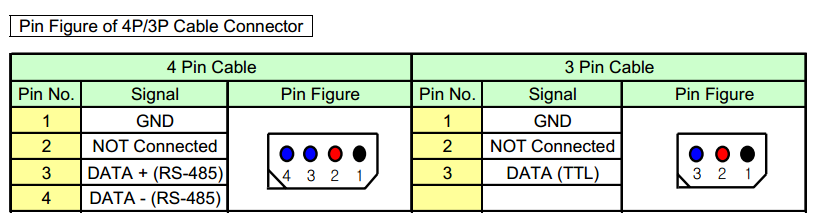 Pin Figure of 4P/3P Cable Connector
4 Pin Cable 3 Pin Cable
Pin No. Signal Pin Figure Pin No. Signal Pin Figure
1 GND 1 GND
2 NOT Connected 2 NOT Connected
3 DATA + (RS-485) 3 DATA (TTL)
4 3 2 1 3 2 1
4 DATA - (RS-485)